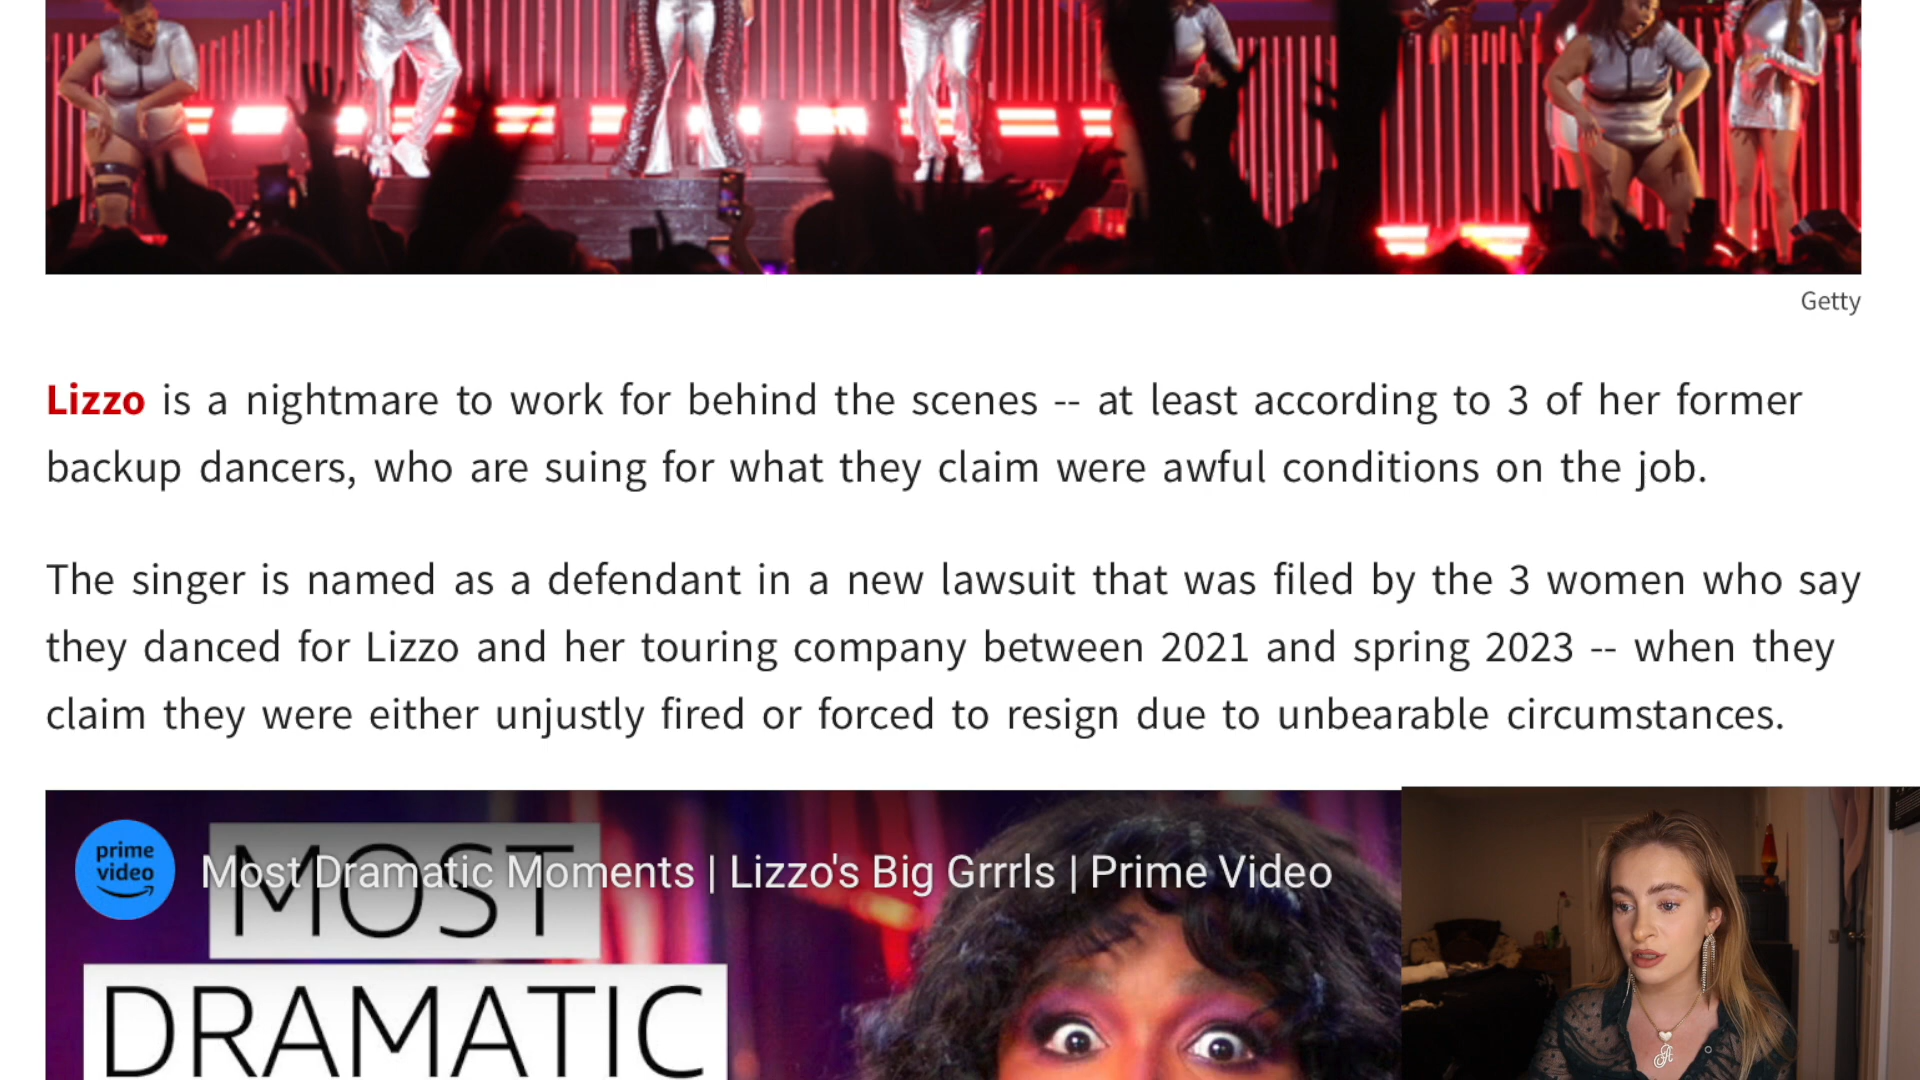 Getty
Lizzo is a nightmare to work for behind the scenes -- at least according to 3 of her former
backup dancers, who are suing for what they claim were awful conditions on the job.
The singer is named as a defendant in a new lawsuit that was filed by the 3 women who say
they danced for Lizzo and her touring company between 2021 and spring 2023 -- when they
claim they were either unjustly fired or forced to resign due to unbearable circumstances.
prime
video
Most Dramatic Moments | Lizzo's Big Grrrls | Prime Video
MOST
DRAMATIC